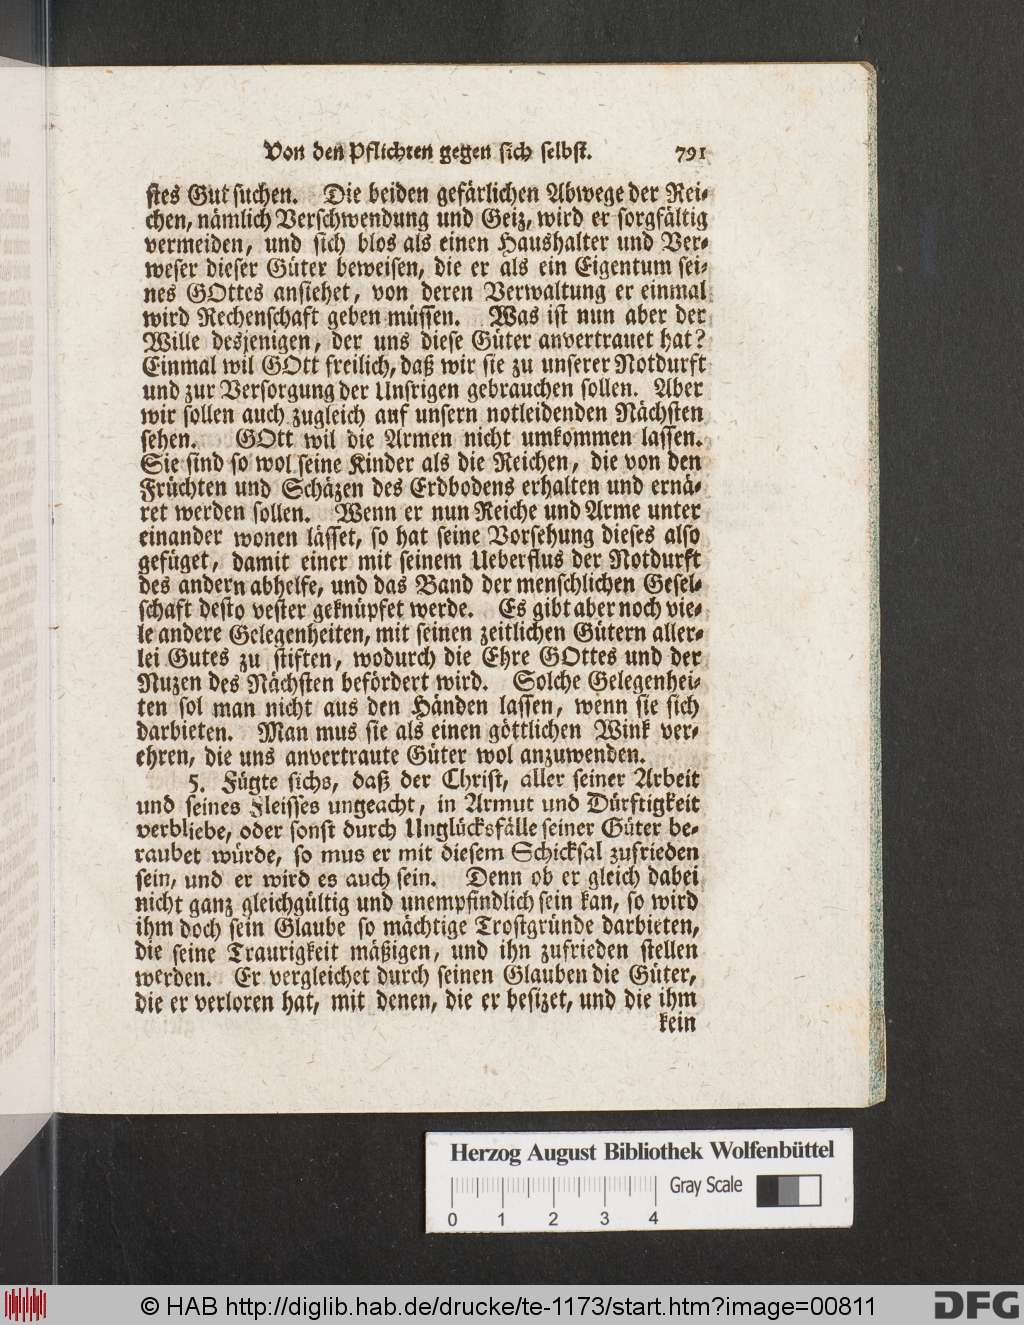 Von den Pflichten gegen sich selbst. 791
stes Gut suchen. Die beiden gefärlichen Abwege der Rei-
chen, nämlich Verschwendung und Geiz, wird er sorgfältig
vermeiden, und sich blos als einen Haushalter und Ver-
weser dieser Güter beweisen, die er als ein Eigentum sei-
nes GOttes ansiehet, von deren Verwaltung er einmal
wird Rechenschaft geben müssen. Was ist nun aber der
Wille desjenigen, der uns diese Güter anvertrauet hat?
Einmal wil GOtt freilich, daß wir sie zu unserer Notdurft
und zur Versorgung der Unsrigen gebrauchen sollen. Aber
wir sollen auch zugleich auf unsern notleidenden Nächsten
sehen. GOtt wil die Armen nicht umkommen lassen.
Sie sind so wol seine Kinder als die Reichen, die von den
Früchten und Schäzen des Erdbodens erhalten und ernä-
ret werden sollen. Wenn er nun Reiche und Arme unter
einander wonen lässet, so hat seine Vorsehung dieses also
gefüget, damit einer mit seinem Ueberflus der Notdurft
des andern abhelfe, und das Band der menschlichen Gesel-
schaft desto vester geknüpfet werde. Es gibt aber noch vie-
le andere Gelegenheiten, mit seinen zeitlichen Gütern aller-
lei Gutes zu stiften, wodurch die Ehre GOttes und der
Nuzen des Nächsten befördert wird. Solche Gelegenhei-
ten sol man nicht aus den Händen lassen, wenn sie sich
darbieten. Man mus sie als einen göttlichen Wink ver-
ehren, die uns anvertraute Güter wol anzuwenden.
5. Fügte sichs, daß der Christ, aller seiner Arbeit
und seines Fleisses ungeacht, in Armut und Dürftigkeit
verbliebe, oder sonst durch Unglücksfälle seiner Güter be-
raubet würde, so mus er mit diesem Schicksal zufrieden
sein, und er wird es auch sein. Denn ob er gleich dabei
nicht ganz gleichgültig und unempfindlich sein kan, so wird
ihm doch sein Glaube so mächtige Trostgründe darbieten,
die seine Traurigkeit mäßigen, und ihn zufrieden stellen
werden. Er vergleichet durch seinen Glauben die Güter,
die er verloren hat, mit denen, die er besizet, und die ihm
kein
Herzog August Bibliothek Wolfenbüttel
Gray Scale
0 1 2 3 4
© HAB http://diglib.hab.de/drucke/te-1173/start.htm?image=00811
DFG